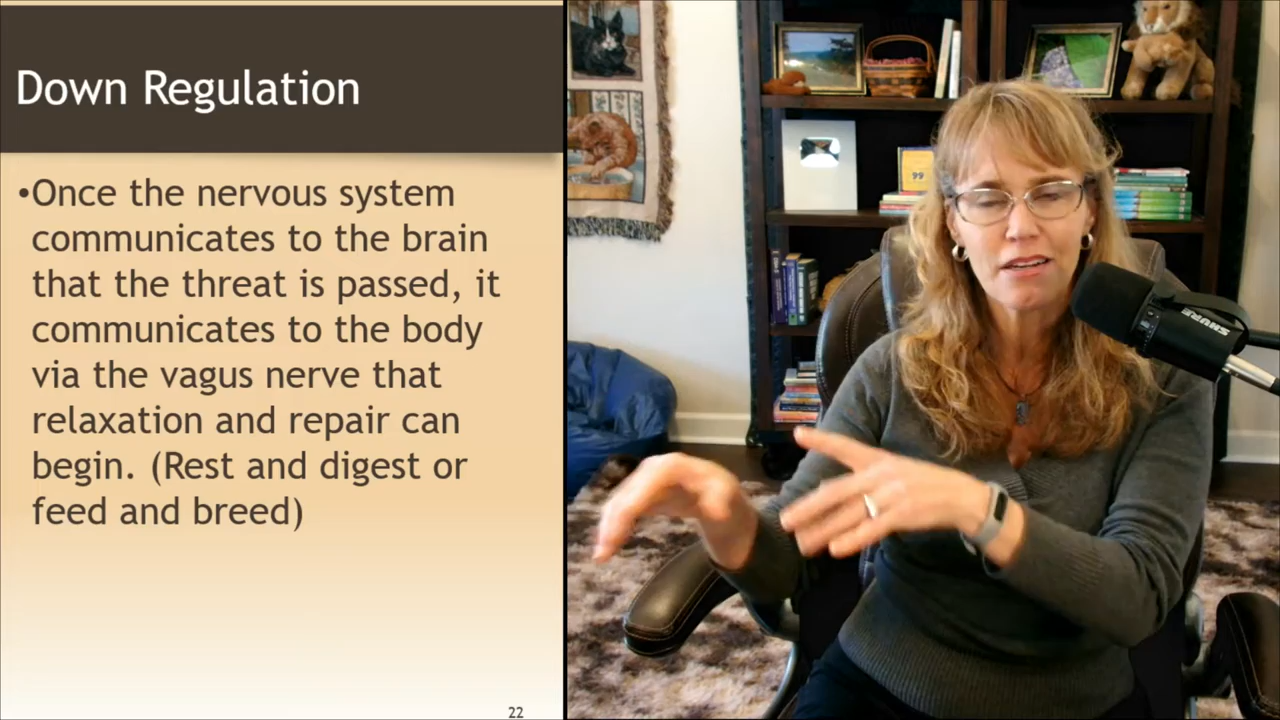 Down Regulation
•Once the nervous system
communicates to the brain
that the threat is passed, it
communicates to the body
via the vagus nerve that
relaxation and repair can
begin. (Rest and digest or
feed and breed)
22
SHURE
99